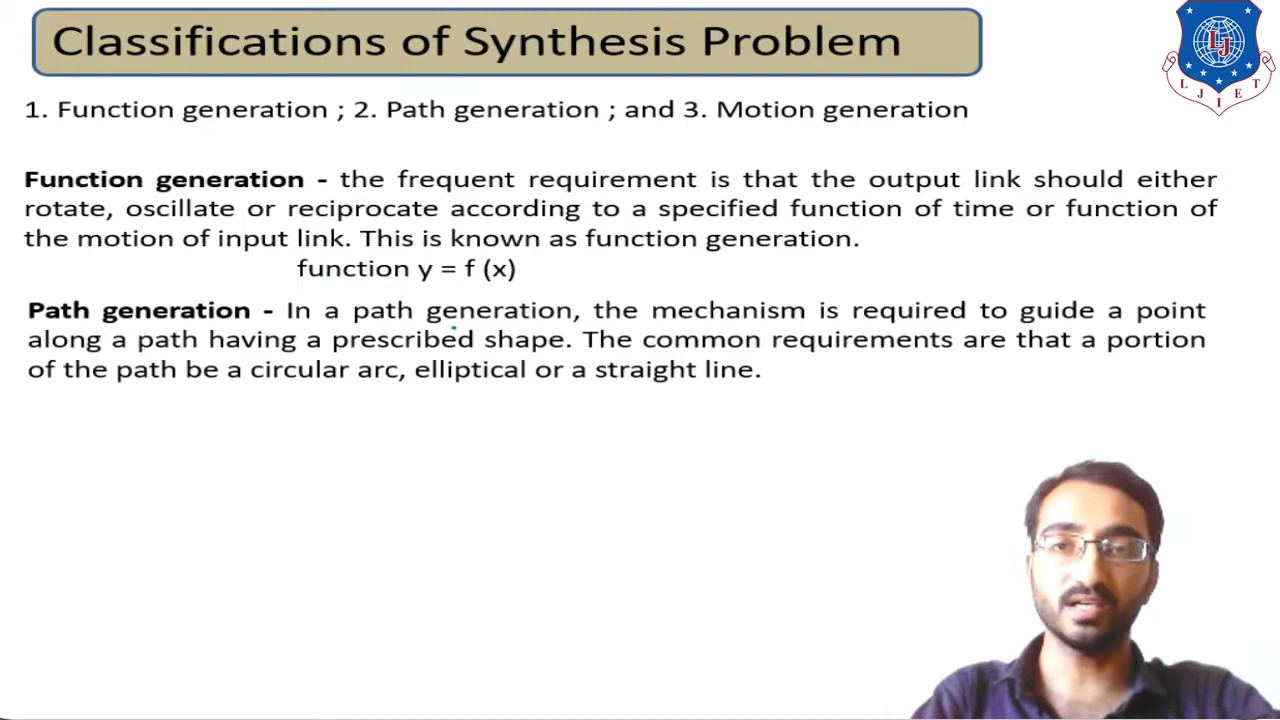 Classifications of Synthesis Problem
LJ
L J I E T
1. Function generation ; 2. Path generation ; and 3. Motion generation
Function generation - the frequent requirement is that the output link should either
rotate, oscillate or reciprocate according to a specified function of time or function of
the motion of input link. This is known as function generation.
function y = f (x)
Path generation - In a path generation, the mechanism is required to guide a point
along a path having a prescribed shape. The common requirements are that a portion
of the path be a circular arc, elliptical or a straight line.